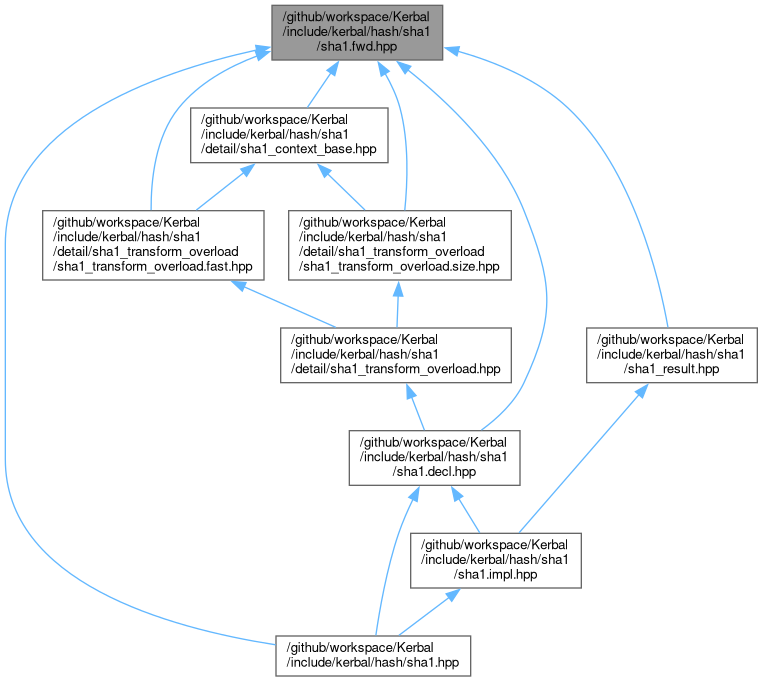 /github/workspace/Kerbal
/include/kerbal/hash/sha1
/sha1.fwd.hpp
/github/workspace/Kerbal
/include/kerbal/hash/sha1
/detail/sha1_context_base.hpp
/github/workspace/Kerbal
/include/kerbal/hash/sha1
/detail/sha1_transform_overload
/sha1_transform_overload.fast.hpp
/github/workspace/Kerbal
/include/kerbal/hash/sha1
/detail/sha1_transform_overload
/sha1_transform_overload.size.hpp
/github/workspace/Kerbal
/include/kerbal/hash/sha1
/detail/sha1_transform_overload.hpp
/github/workspace/Kerbal
/include/kerbal/hash/sha1
/sha1_result.hpp
/github/workspace/Kerbal
/include/kerbal/hash/sha1
/sha1.decl.hpp
/github/workspace/Kerbal
/include/kerbal/hash/sha1
/sha1.impl.hpp
/github/workspace/Kerbal
/include/kerbal/hash/sha1.hpp